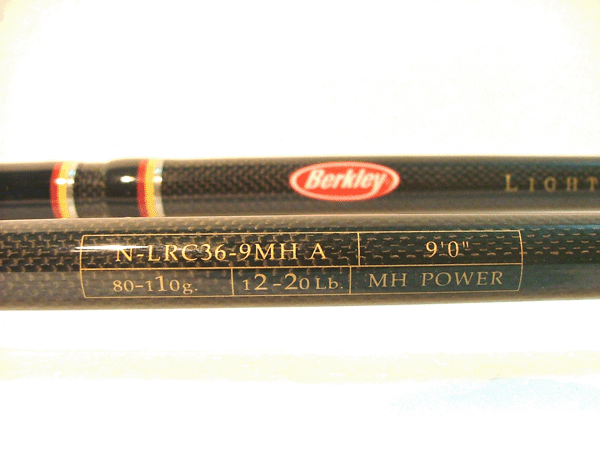 Berkley
LIGHT
N-LRC36-9MH A 9'0"
80-110g. 12-20Lb. MH POWER